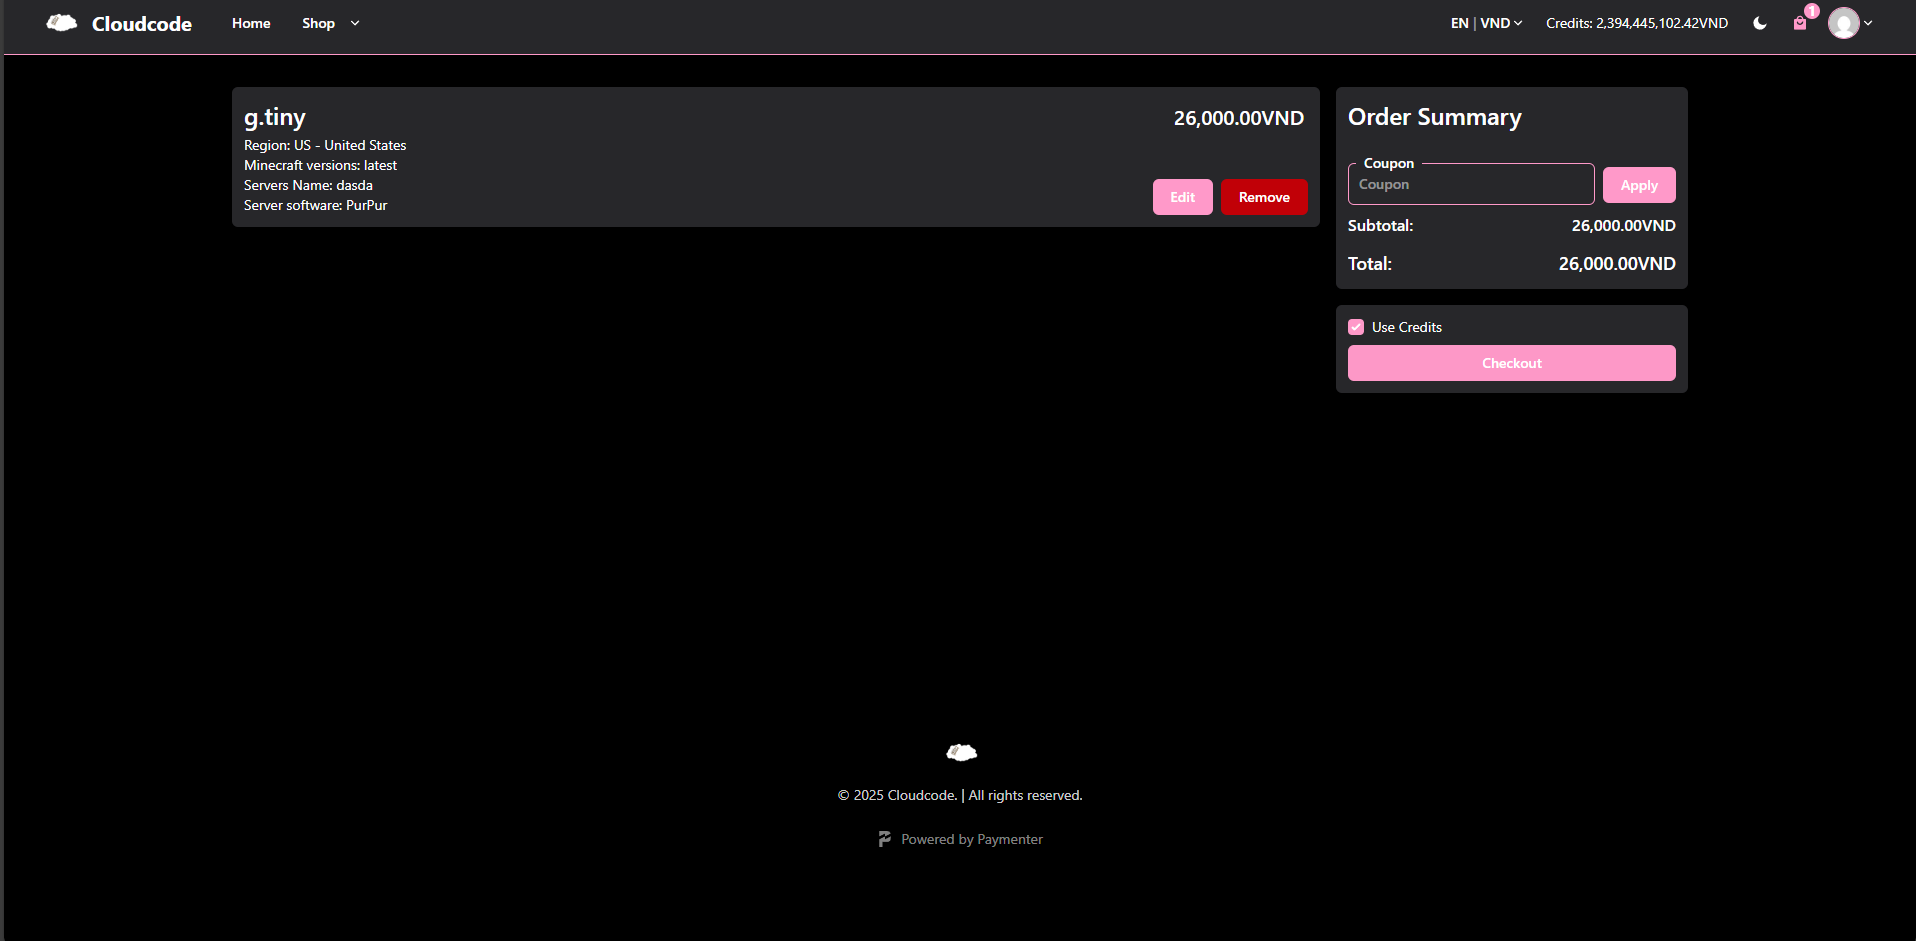 Cloudcode
Home
Shop
EN | VND
Credits: 2,394,445,102.42VND
1
g.tiny
26,000.00VND
Region: US - United States
Minecraft versions: latest
Servers Name: dasda
Server software: PurPur
Edit
Remove
Order Summary
Coupon
Coupon
Apply
Subtotal: 26,000.00VND
Total: 26,000.00VND
Use Credits
Checkout
© 2025 Cloudcode. | All rights reserved.
Powered by Paymenter